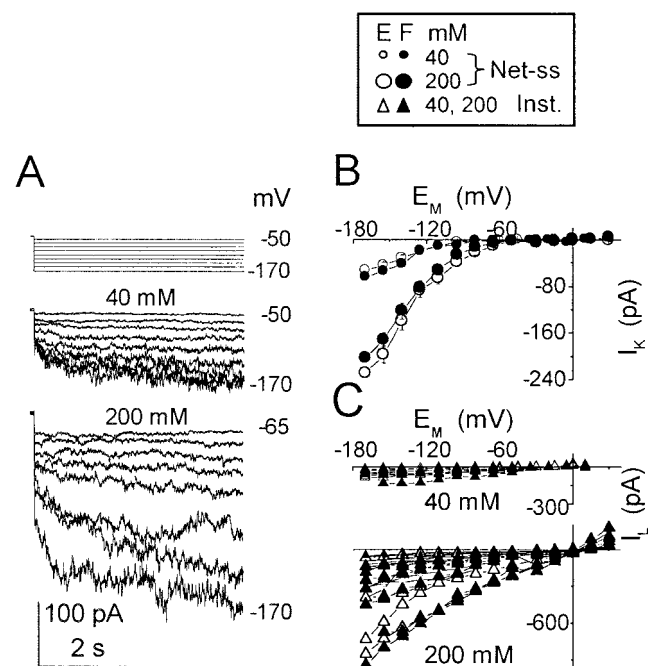 E F mM
40
200
Net-ss
40, 200 Inst.
A
mV
-50
-170
40 mM
-50
-170
200 mM
-65
-170
100 pA
2 s
B
E_M (mV)
-180 -120 -60
-80
-160
-240
I_K (pA)
C
E_M (mV)
-180 -120 -60
40 mM
-300
I_L (pA)
-600
200 mM